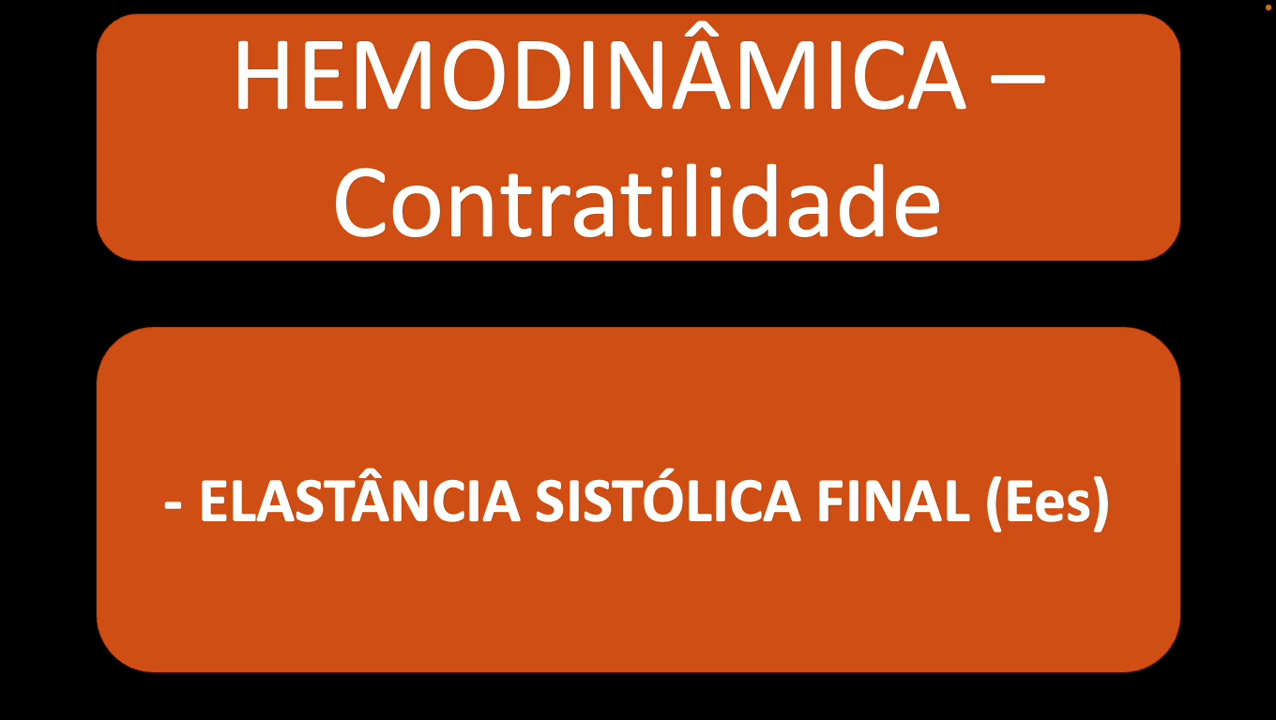 HEMODINÂMICA –
Contratilidade
- ELASTÂNCIA SISTÓLICA FINAL (Ees)